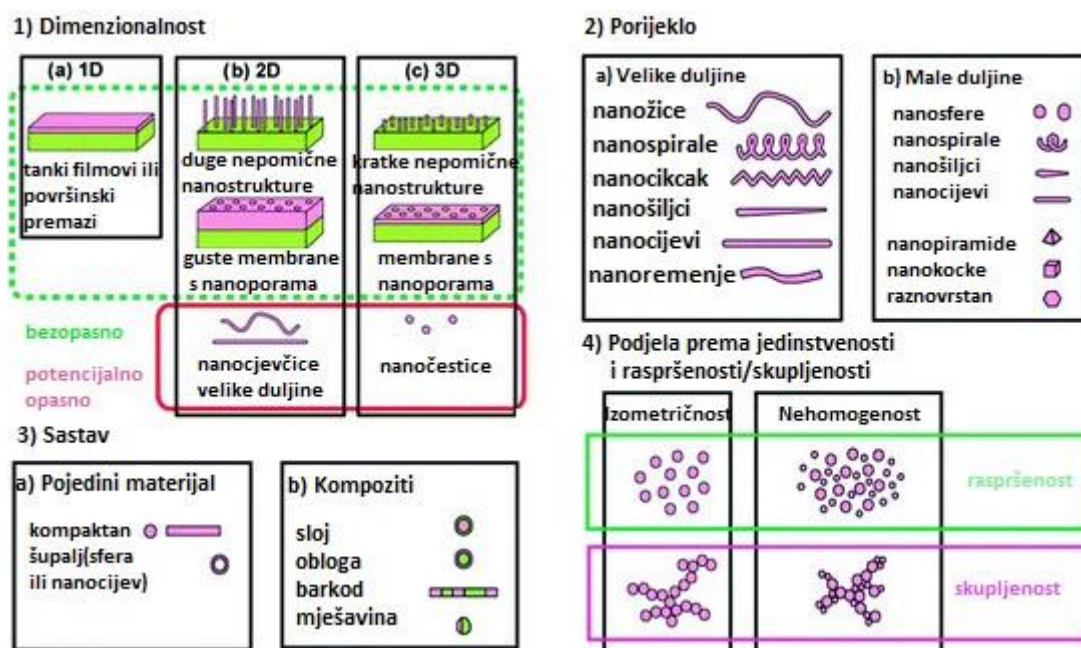 1) Dimenzionalnost
(a) 1D
tanki filmovi ili
površinski
premazi
(b) 2D
duge nepomične
nanostrukture
guste membrane
s nanoporama
nanocjevčice
velike duljine
(c) 3D
kratke nepomične
nanostrukture
membrane s
nanoporama
nanočestice
bezopasno
potencijalno
opasno
2) Porijeklo
a) Velike duljine
nanožice
nanospirale
nanocikcak
nanošiljci
nanocijevi
nanoremenje
b) Male duljine
nanosfere
nanospirale
nanošiljci
nanocijevi
nanopiramide
nanokocke
raznovrstan
3) Sastav
a) Pojedini materijal
kompaktan
šupalj(sfera
ili nanocijev)
b) Kompoziti
sloj
obloga
barkod
mješavina
4) Podjela prema jedinstvenosti
i raspršenosti/skupljenosti
Izometričnost
Nehomogenost
raspršenost
skupljenost